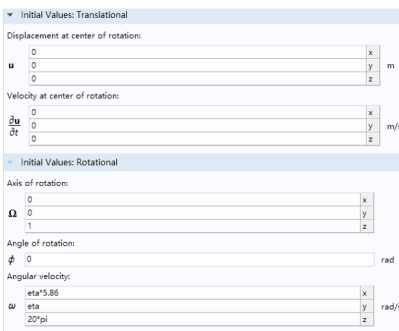 Initial Values: Translational
Displacement at center of rotation:
0 x
u 0 y m
0 z
Velocity at center of rotation:
0 x
∂u/∂t 0 y m/s
0 z
Initial Values: Rotational
Axis of rotation:
0 x
Ω 0 y
1 z
Angle of rotation:
ϕ 0 rad
Angular velocity:
eta*5.86 x
ω eta y rad/s
20*pi z